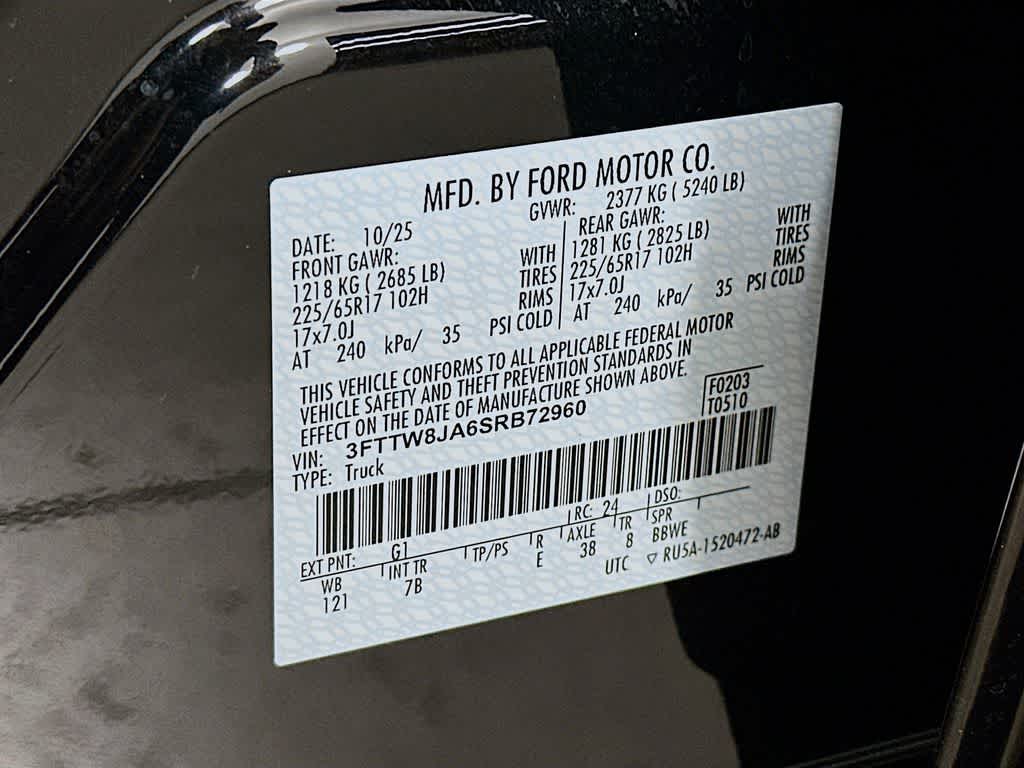 MFD. BY FORD MOTOR CO.
DATE: 10/25 GVWR: 2377 KG ( 5240 LB)
FRONT GAWR: REAR GAWR:
1218 KG ( 2685 LB) WITH 1281 KG ( 2825 LB) WITH
225/65R17 102H TIRES 225/65R17 102H TIRES
17x7.0J RIMS 17x7.0J RIMS
AT 240 kPa/ 35 PSI COLD AT 240 kPa/ 35 PSI COLD
THIS VEHICLE CONFORMS TO ALL APPLICABLE FEDERAL MOTOR
VEHICLE SAFETY AND THEFT PREVENTION STANDARDS IN
EFFECT ON THE DATE OF MANUFACTURE SHOWN ABOVE.
VIN: 3FTTW8JA6SRB72960 F0203
TYPE: Truck T0510
EXT PNT: G1 RC: 24 DSO:
WB INT TR TP/PS R AXLE TR SPR
121 7B E 38 8 BBWE
UTC ▽ RU5A-1520472-AB